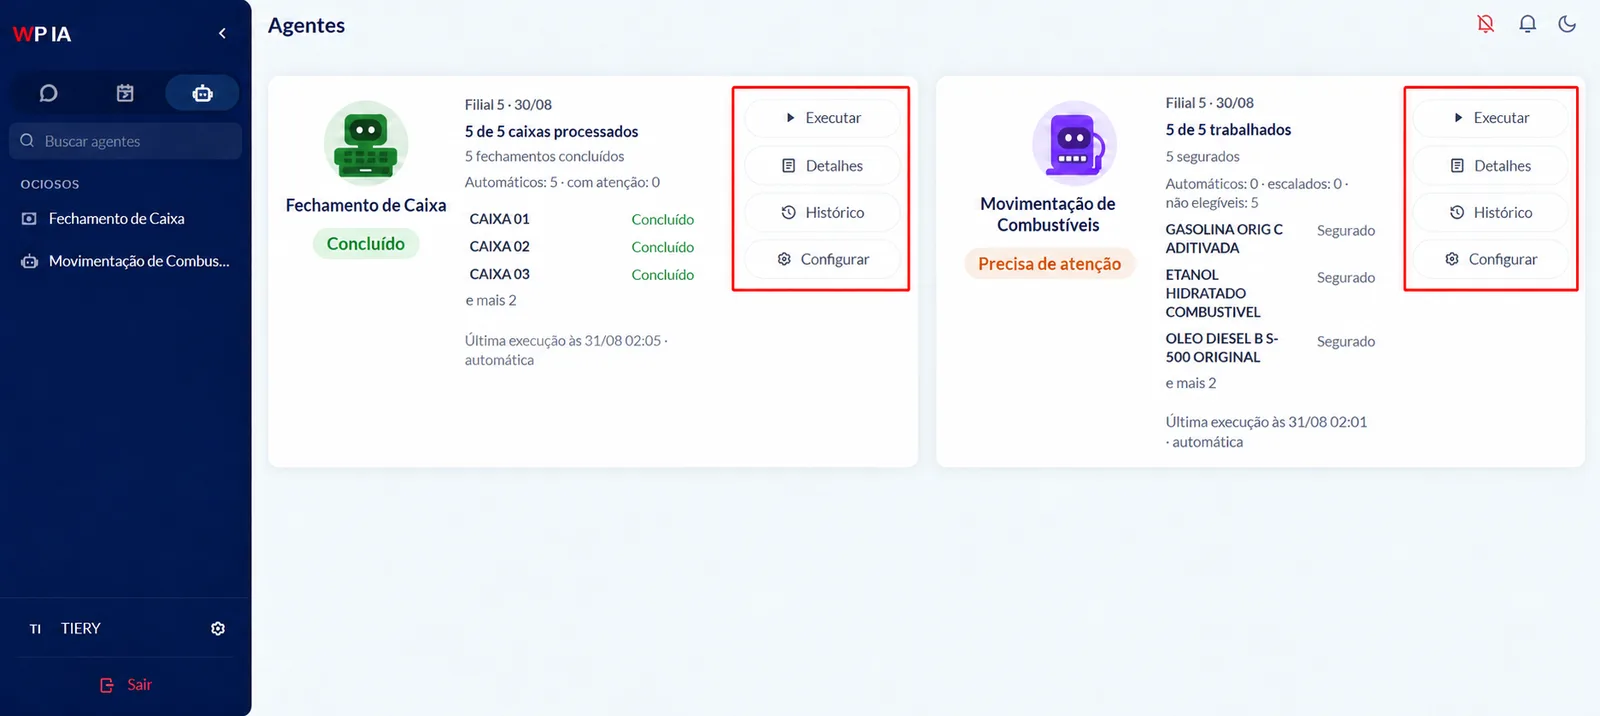 WP IA
Agentes
Buscar agentes
OCIOSOS
Fechamento de Caixa
Movimentação de Combus...
TI TIERY
Sair
Fechamento de Caixa
Concluído
Filial 5 · 30/08
5 de 5 caixas processados
5 fechamentos concluídos
Automáticos: 5 · com atenção: 0
CAIXA 01 Concluído
CAIXA 02 Concluído
CAIXA 03 Concluído
e mais 2
Última execução às 31/08 02:05 ·
automática
Executar
Detalhes
Histórico
Configurar
Movimentação de
Combustíveis
Precisa de atenção
Filial 5 · 30/08
5 de 5 trabalhados
5 segurados
Automáticos: 0 · escalados: 0 ·
não elegíveis: 5
GASOLINA ORIG C Segurado
ADITIVADA
ETANOL Segurado
HIDRATADO
COMBUSTIVEL
OLEO DIESEL B S- Segurado
500 ORIGINAL
e mais 2
Última execução às 31/08 02:01
· automática
Executar
Detalhes
Histórico
Configurar